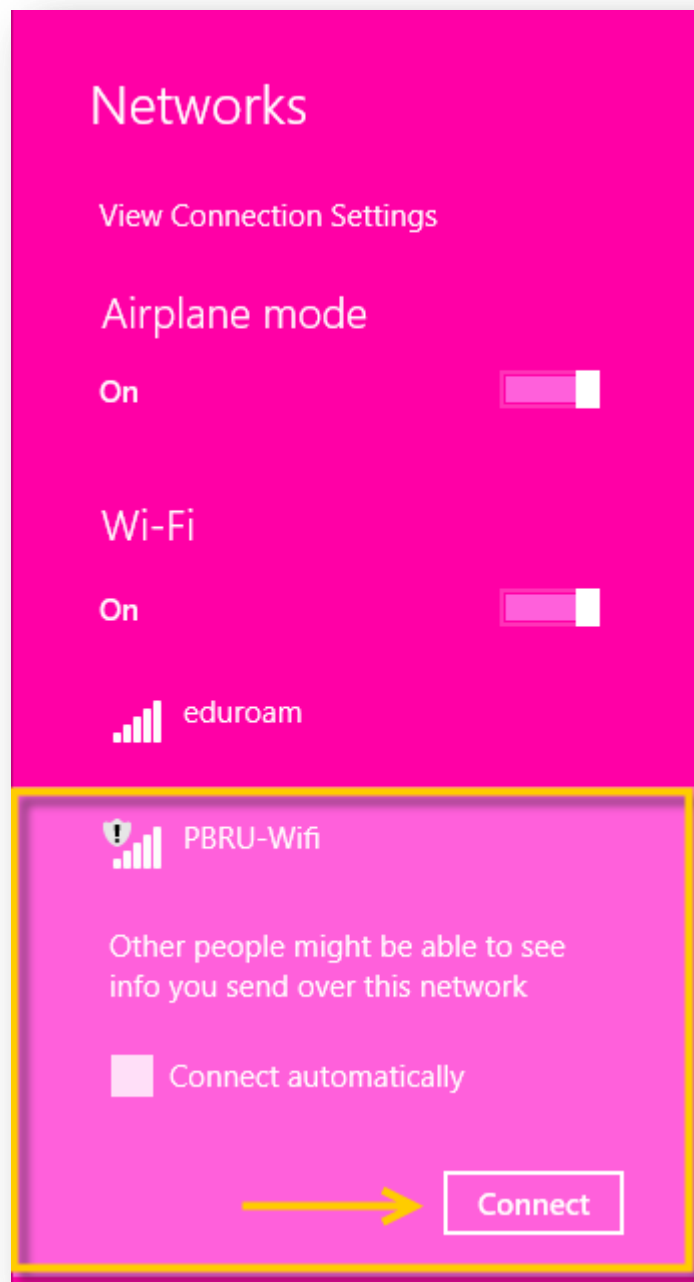 Networks
View Connection Settings
Airplane mode
On
Wi-Fi
On
eduroam
PBRU-Wifi
Other people might be able to see
info you send over this network
Connect automatically
Connect